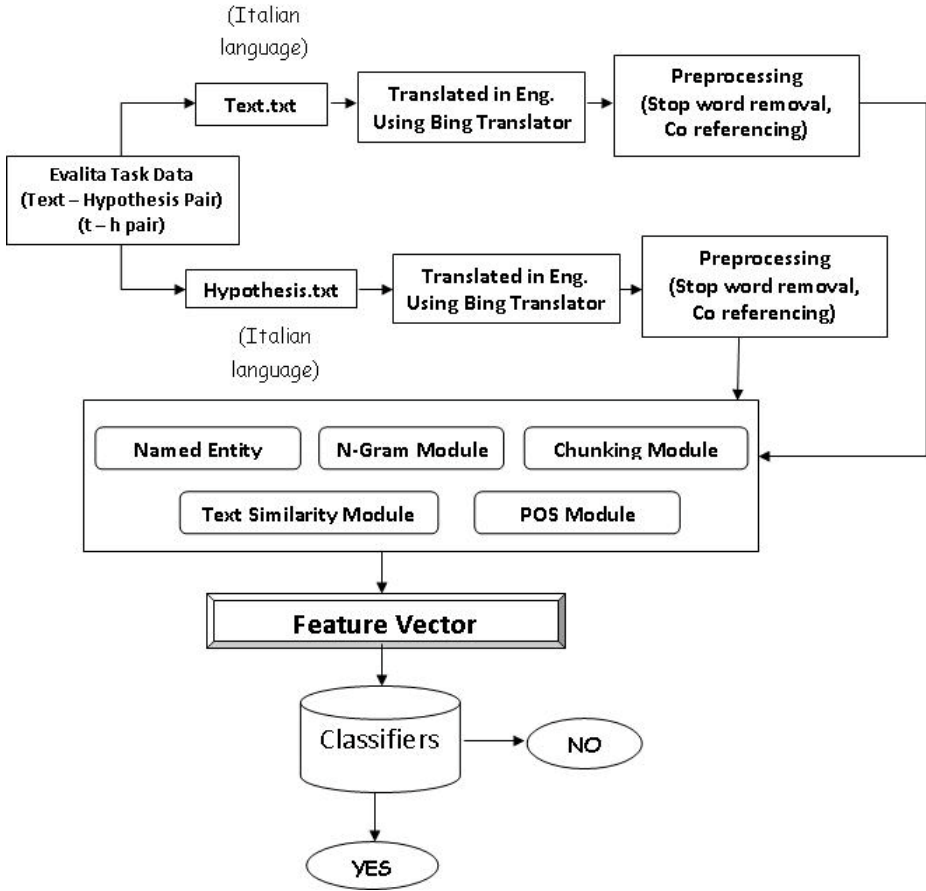 (Italian
language)
Text.txt
Translated in Eng.
Using Bing Translator
Preprocessing
(Stop word removal,
Co referencing)
Evalita Task Data
(Text – Hypothesis Pair)
(t – h pair)
Hypothesis.txt
Translated in Eng.
Using Bing Translator
Preprocessing
(Stop word removal,
Co referencing)
(Italian
language)
Named Entity
N-Gram Module
Chunking Module
Text Similarity Module
POS Module
Feature Vector
Classifiers
NO
YES